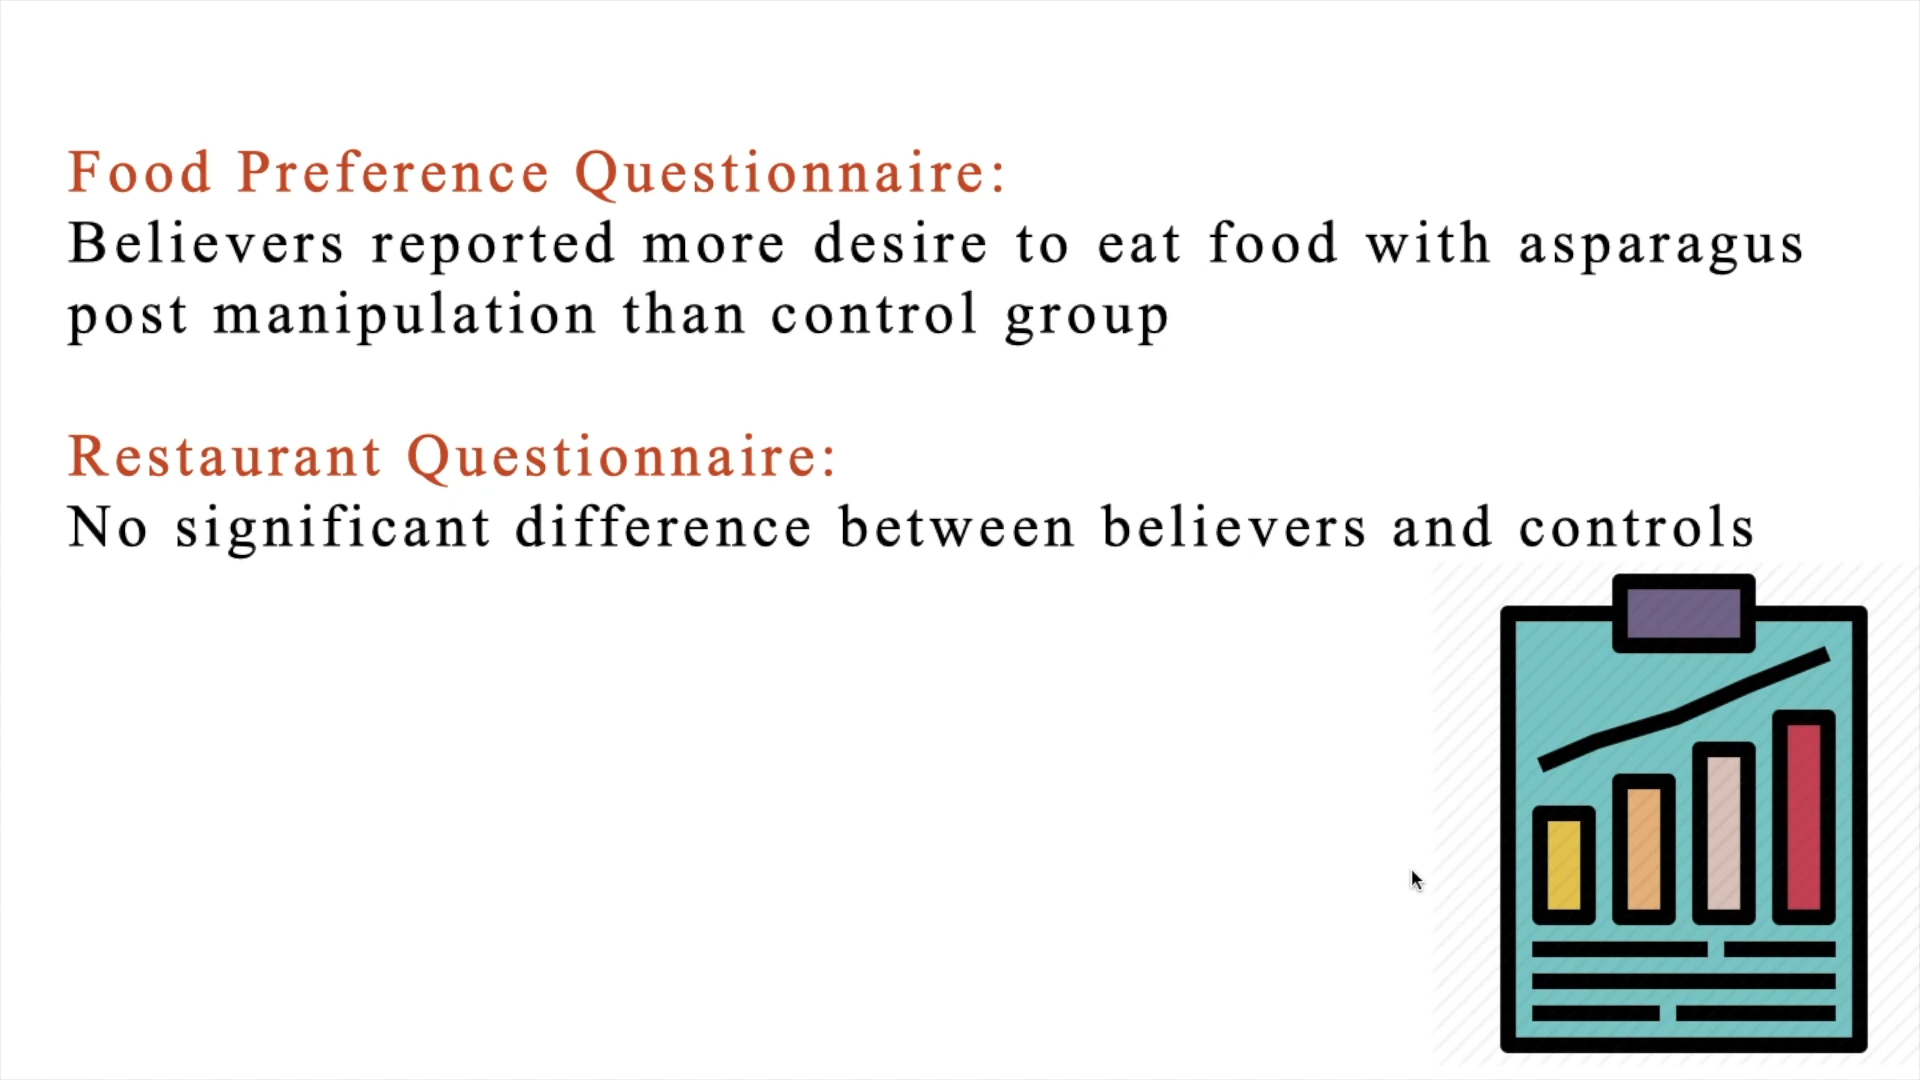 Food Preference Questionnaire:
Believers reported more desire to eat food with asparagus
post manipulation than control group
Restaurant Questionnaire:
No significant difference between believers and controls